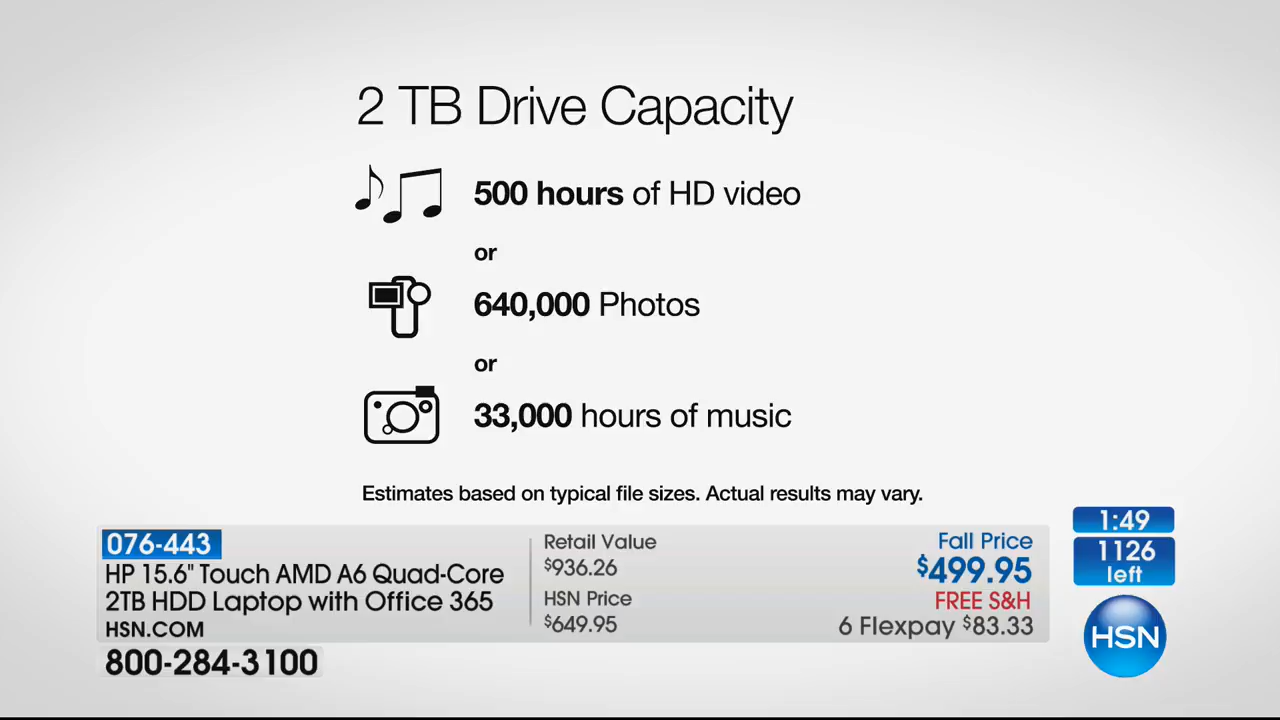 2 TB Drive Capacity
500 hours of HD video
or
640,000 Photos
or
33,000 hours of music
Estimates based on typical file sizes. Actual results may vary.
076-443
HP 15.6" Touch AMD A6 Quad-Core
2TB HDD Laptop with Office 365
HSN.COM
800-284-3100
Retail Value
$936.26
HSN Price
$649.95
Fall Price
$499.95
FREE S&H
6 Flexpay $83.33
1:49
1126
left
HSN